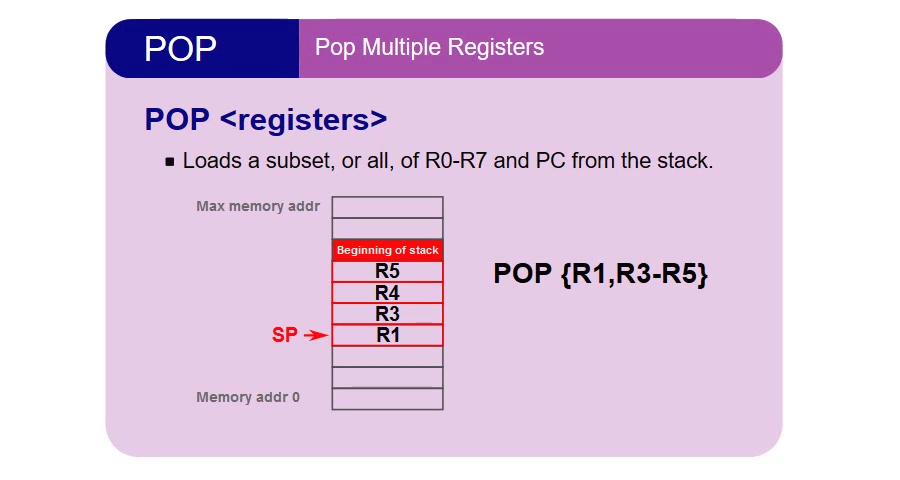 POP
Pop Multiple Registers
POP <registers>
▪ Loads a subset, or all, of R0-R7 and PC from the stack.
Max memory addr
Beginning of stack
R5
R4
R3
SP
R1
Memory addr 0
POP {R1,R3-R5}